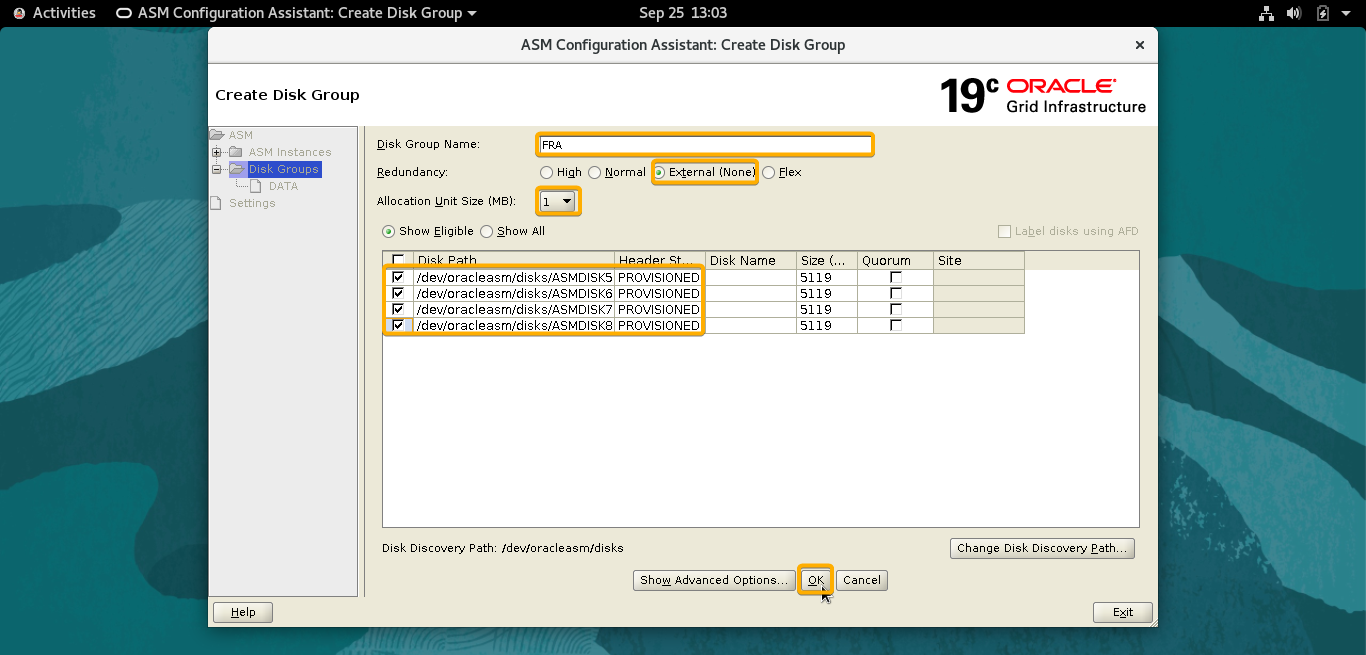 Activities ASM Configuration Assistant: Create Disk Group Sep 25 13:03
ASM Configuration Assistant: Create Disk Group ×
Create Disk Group 19c ORACLE Grid Infrastructure
ASM
ASM Instances
Disk Groups
DATA
Settings
Disk Group Name: FRA
Redundancy: High Normal External (None) Flex
Allocation Unit Size (MB): 1
Show Eligible Show All Label disks using AFD
Disk Path Header St... Disk Name Size (... Quorum Site
/dev/oracleasm/disks/ASMDISK5 PROVISIONED 5119
/dev/oracleasm/disks/ASMDISK6 PROVISIONED 5119
/dev/oracleasm/disks/ASMDISK7 PROVISIONED 5119
/dev/oracleasm/disks/ASMDISK8 PROVISIONED 5119
Disk Discovery Path: /dev/oracleasm/disks Change Disk Discovery Path...
Show Advanced Options... OK Cancel
Help Exit